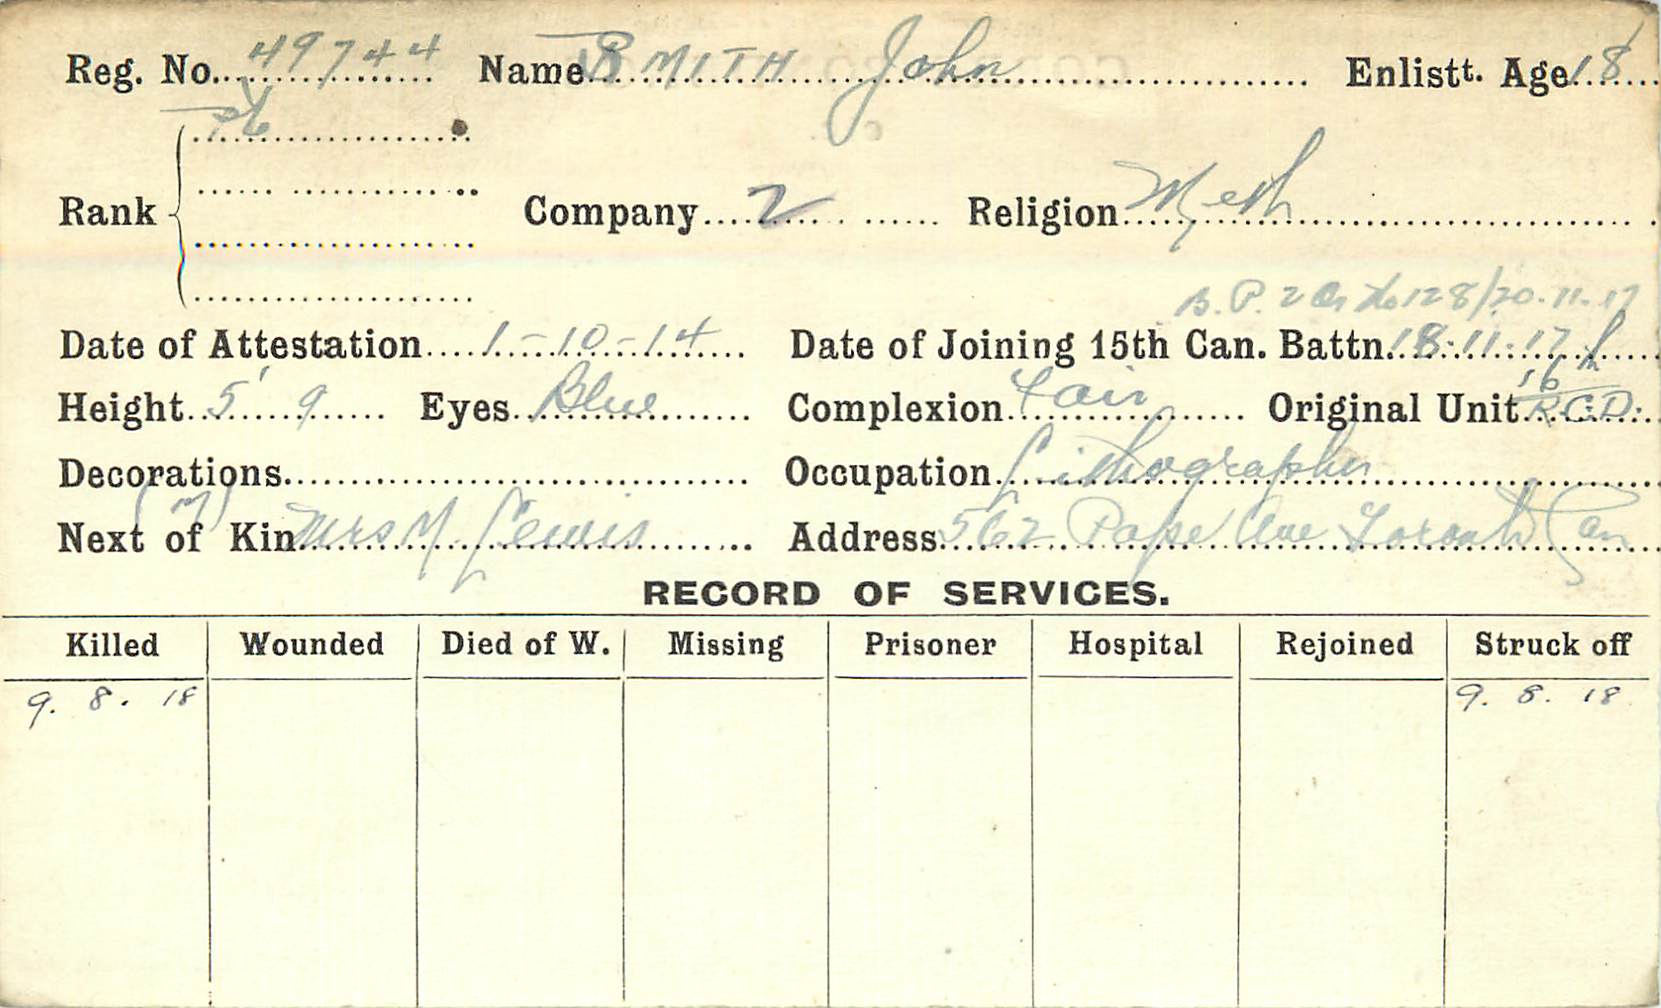 Reg. No. 49744 Name SMITH John Enlistt. Age 18
Pte
Rank Company 2 Religion Meth
B.P. 2 Or No 128/20.11.17
Date of Attestation 1-10-14 Date of Joining 15th Can. Battn. 18.11.17
Height 5' 9 Eyes Blue Complexion Fair Original Unit R.C.D.
Decorations Occupation Lithographer
(M)
Next of Kin Mrs M Lewis Address 562 Pape Ave Toronto Can
RECORD OF SERVICES.
Killed Wounded Died of W. Missing Prisoner Hospital Rejoined Struck off
9. 8. 18 9. 8. 18